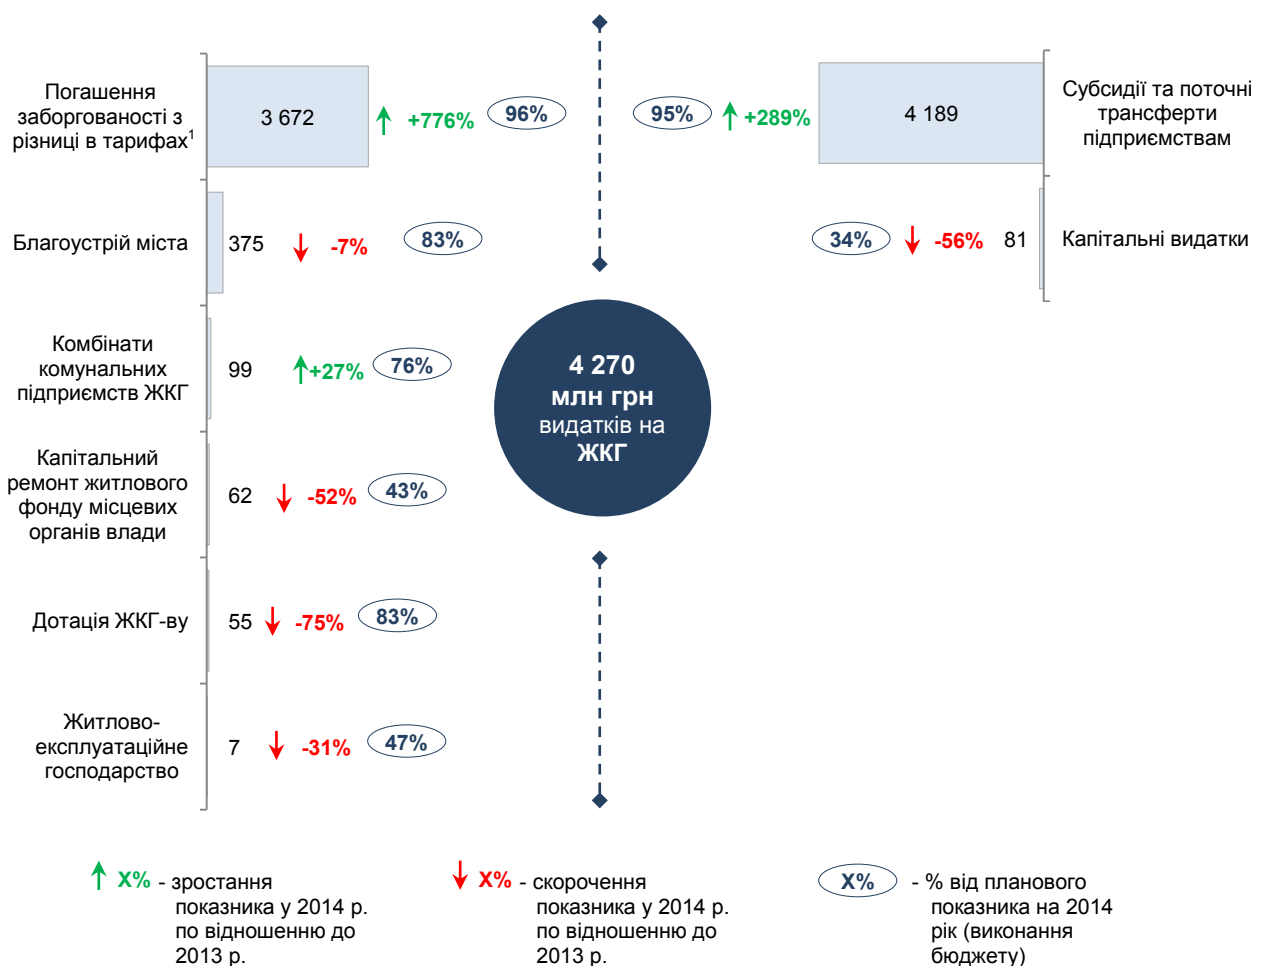 Погашення
заборгованості з
різниці в тарифах1
3 672
+776%
96%
Благоустрій міста
375
-7%
83%
Комбінати
комунальних
підприємств ЖКГ
99
+27%
76%
Капітальний
ремонт житлового
фонду місцевих
органів влади
62
-52%
43%
Дотація ЖКГ-ву
55
-75%
83%
Житлово-
експлуатаційне
господарство
7
-31%
47%
4 270
млн грн
видатків на
ЖКГ
95%
+289%
4 189
Субсидії та поточні
трансферти
підприємствам
34%
-56%
81
Капітальні видатки
X% - зростання
показника у 2014 р.
по відношенню до
2013 р.
X% - скорочення
показника у 2014 р.
по відношенню до
2013 р.
X% - % від планового
показника на 2014
рік (виконання
бюджету)